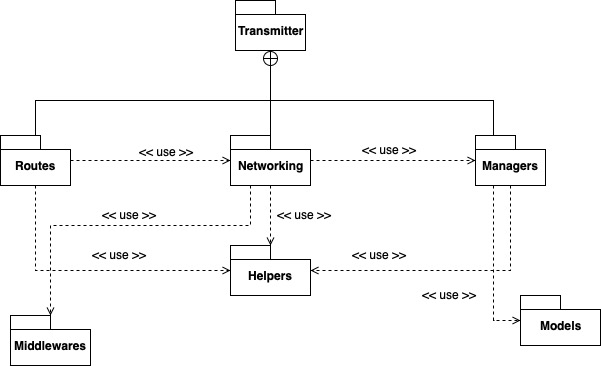 Transmitter
Routes
<< use >>
Networking
<< use >>
Managers
<< use >>
<< use >>
<< use >>
Helpers
<< use >>
<< use >>
Middlewares
Models